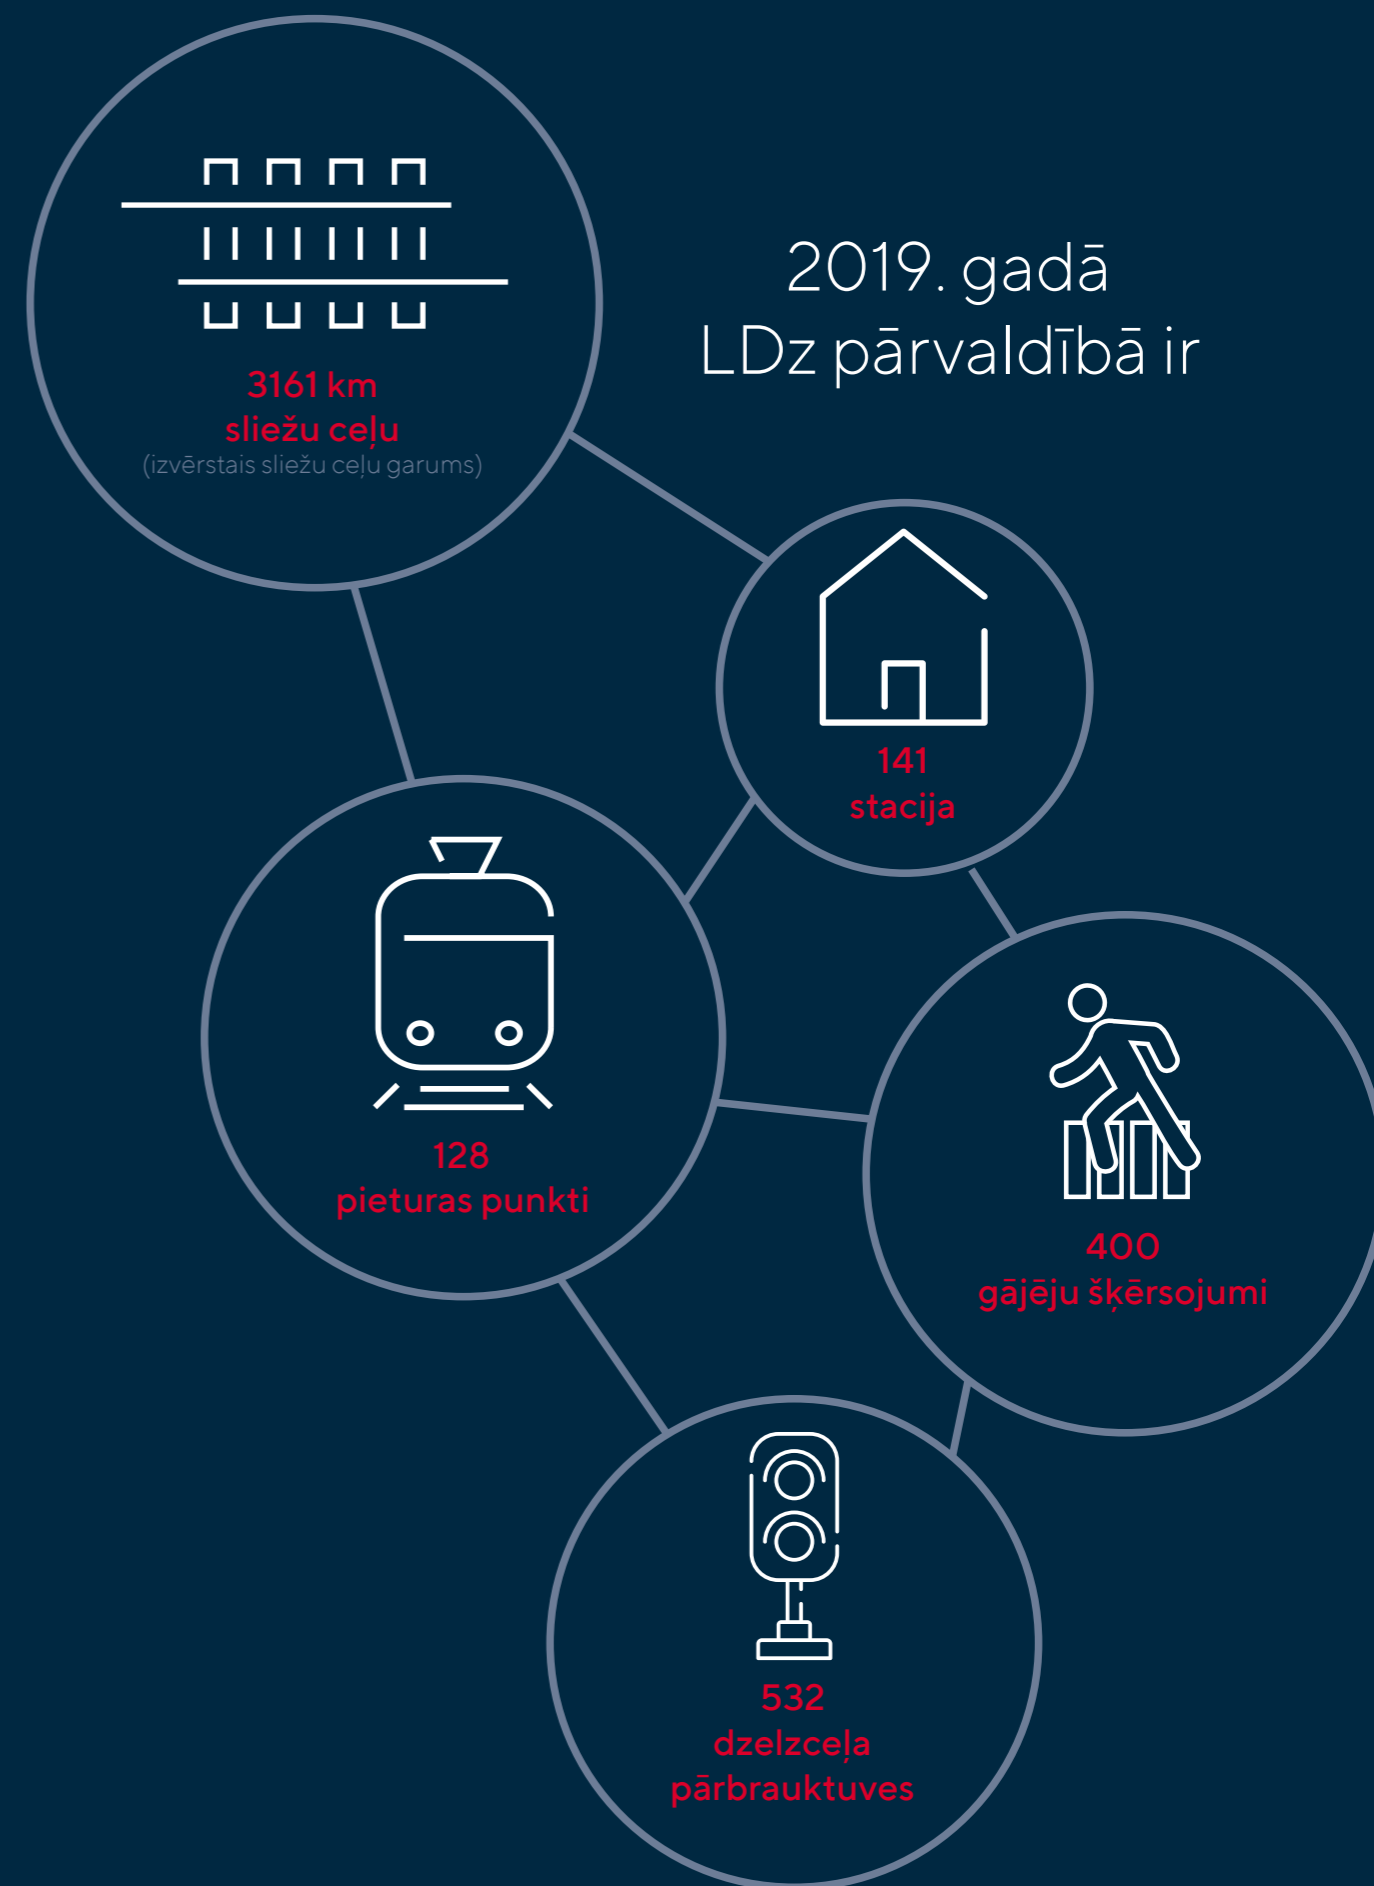 2019. gadā
LDz pārvaldībā ir
3161 km
sliežu ceļu
(izvērstais sliežu ceļu garums)
141
stacija
128
pieturas punkti
400
gājēju šķērsojumi
532
dzelzceļa
pārbrauktuves